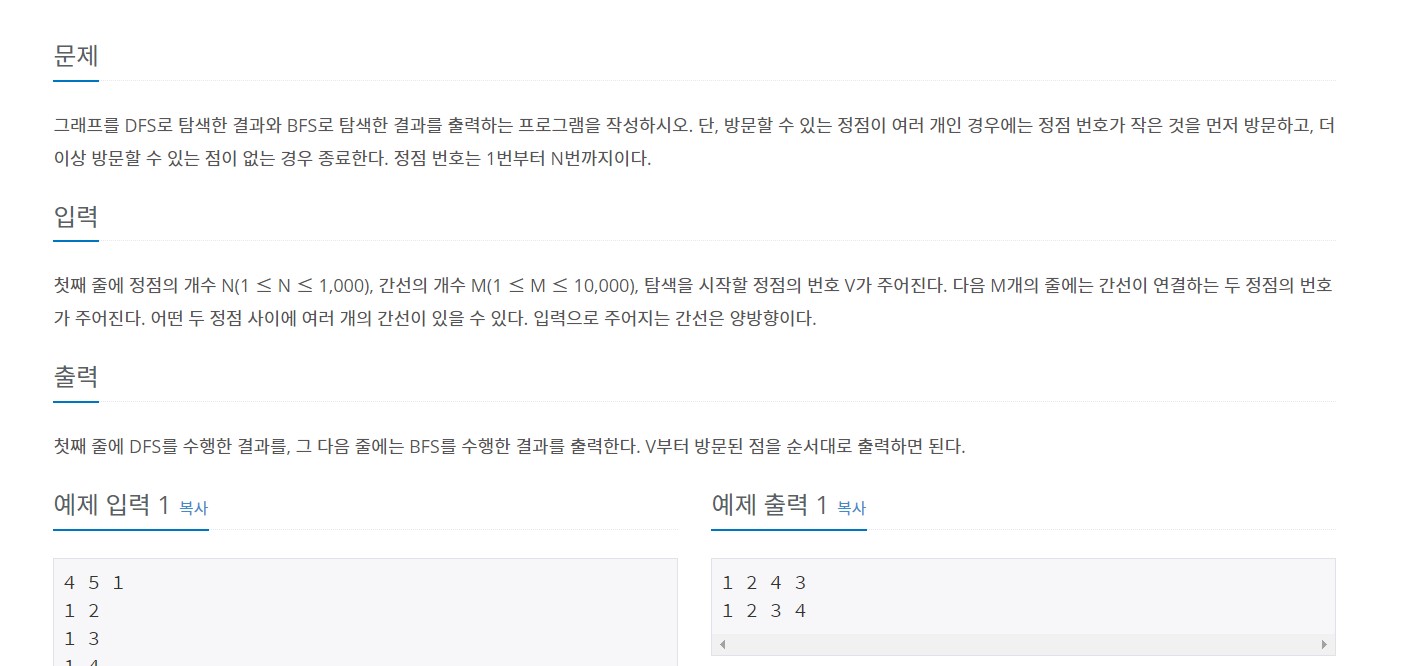 문제
그래프를 DFS로 탐색한 결과와 BFS로 탐색한 결과를 출력하는 프로그램을 작성하시오. 단, 방문할 수 있는 정점이 여러 개인 경우에는 정점 번호가 작은 것을 먼저 방문하고, 더
이상 방문할 수 있는 점이 없는 경우 종료한다. 정점 번호는 1번부터 N번까지이다.
입력
첫째 줄에 정점의 개수 N(1 ≤ N ≤ 1,000), 간선의 개수 M(1 ≤ M ≤ 10,000), 탐색을 시작할 정점의 번호 V가 주어진다. 다음 M개의 줄에는 간선이 연결하는 두 정점의 번호
가 주어진다. 어떤 두 정점 사이에 여러 개의 간선이 있을 수 있다. 입력으로 주어지는 간선은 양방향이다.
출력
첫째 줄에 DFS를 수행한 결과를, 그 다음 줄에는 BFS를 수행한 결과를 출력한다. V부터 방문된 점을 순서대로 출력하면 된다.
예제 입력 1 복사
4 5 1
1 2
1 3
1 4
예제 출력 1 복사
1 2 4 3
1 2 3 4